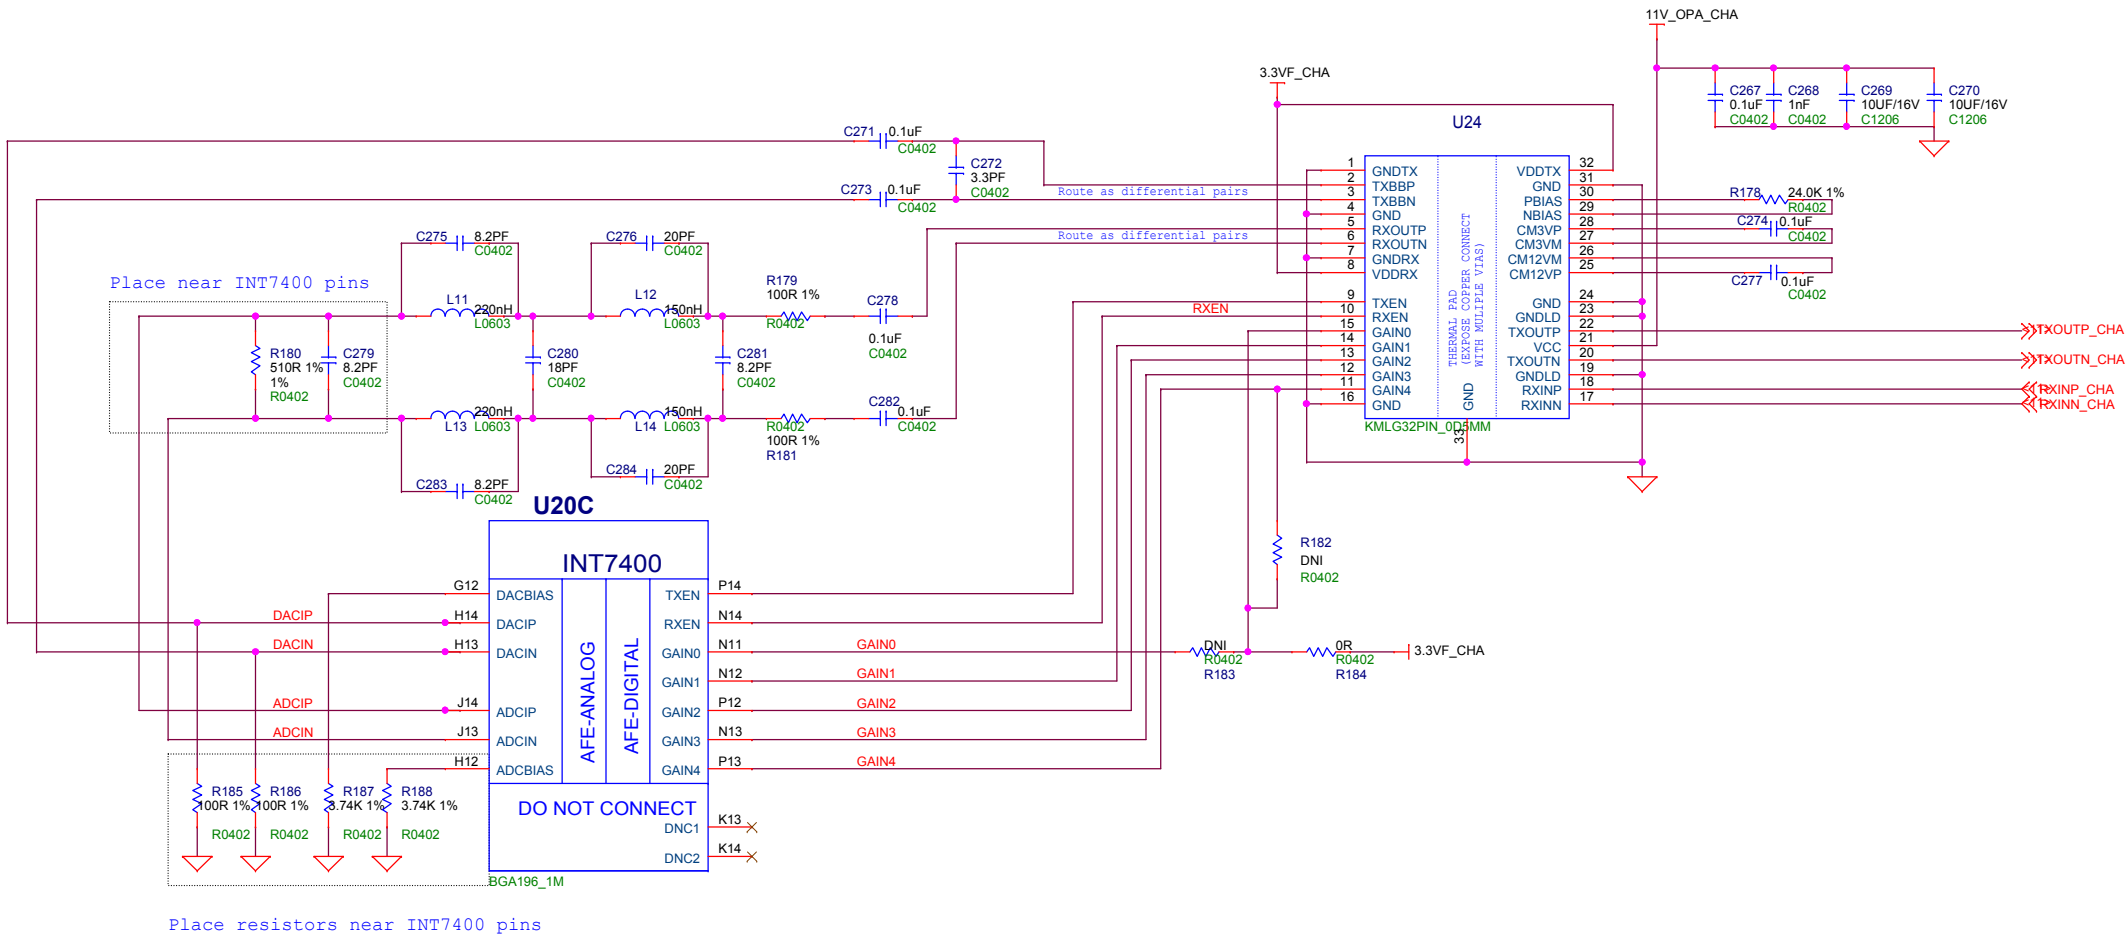 11V_OPA_CHA
3.3VF_CHA
C267
0.1uF
C0402
C268
1nF
C0402
C269
10UF/16V
C1206
C270
10UF/16V
C1206
U24
C271
0.1uF
C0402
C272
3.3PF
C0402
C273
0.1uF
C0402
Route as differential pairs
Route as differential pairs
1
2
3
4
5
6
7
8
9
10
15
14
13
12
11
16
GNDTX
TXBBP
TXBBN
GND
RXOUTP
RXOUTN
GNDRX
VDDRX
TXEN
RXEN
GAIN0
GAIN1
GAIN2
GAIN3
GAIN4
GND
THERMAL PAD
(EXPOSE COPPER CONNECT
WITH MULIPLE VIAS)
GND
33
VDDTX
GND
PBIAS
NBIAS
CM3VP
CM3VM
CM12VM
CM12VP
GND
GNDLD
TXOUTP
VCC
TXOUTN
GNDLD
RXINP
RXINN
32
31
30
29
28
27
26
25
24
23
22
21
20
19
18
17
KMLG32PIN_0D5MM
R178
24.0K 1%
R0402
C274
0.1uF
C0402
C277
0.1uF
C0402
TXOUTP_CHA
TXOUTN_CHA
RXINP_CHA
RXINN_CHA
RXEN
Place near INT7400 pins
C275
8.2PF
C0402
C276
20PF
C0402
L11
220nH
L0603
L12
150nH
L0603
R179
100R 1%
R0402
C278
0.1uF
C0402
R180
510R 1%
1%
R0402
C279
8.2PF
C0402
C280
18PF
C0402
C281
8.2PF
C0402
L13
220nH
L0603
L14
150nH
L0603
R0402
100R 1%
R181
C282
0.1uF
C0402
C283
8.2PF
C0402
C284
20PF
C0402
U20C
INT7400
AFE-ANALOG
AFE-DIGITAL
G12
H14
H13
J14
J13
H12
DACBIAS
DACIP
DACIN
ADCIP
ADCIN
ADCBIAS
TXEN
RXEN
GAIN0
GAIN1
GAIN2
GAIN3
GAIN4
P14
N14
N11
N12
P12
N13
P13
DO NOT CONNECT
DNC1
DNC2
K13
K14
BGA196_1M
DACIP
DACIN
ADCIP
ADCIN
GAIN0
GAIN1
GAIN2
GAIN3
GAIN4
R182
DNI
R0402
DNI
R0402
R183
0R
R0402
R184
3.3VF_CHA
R185
100R 1%
R0402
R186
100R 1%
R0402
R187
3.74K 1%
R0402
R188
3.74K 1%
R0402
Place resistors near INT7400 pins